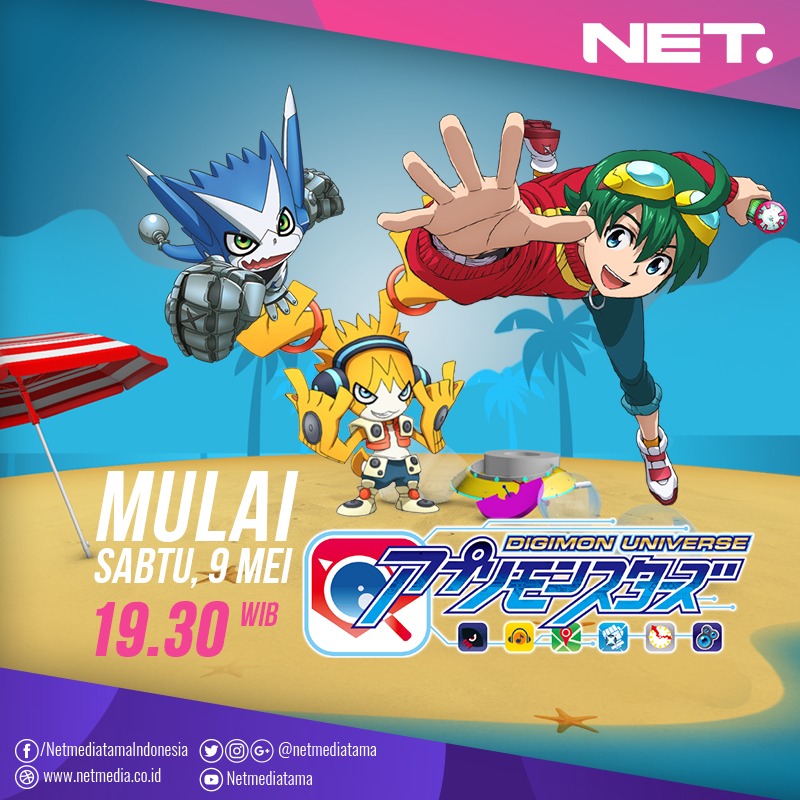 NET.
MULAI
SABTU, 9 MEI
19.30 WIB
DIGIMON UNIVERSE
アプリモンスターズ
/NetmediatamaIndonesia @netmediatama
www.netmedia.co.id Netmediatama